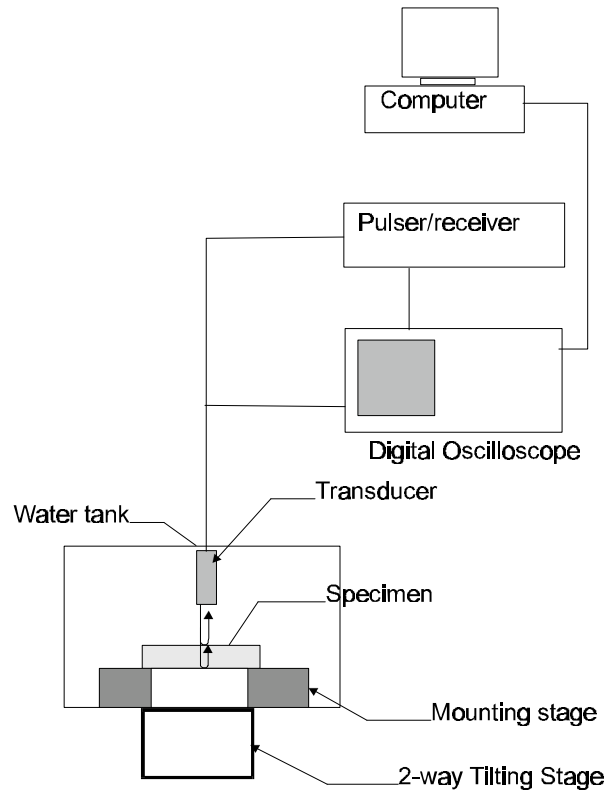 Computer
Pulser/receiver
Digital Oscilloscope
Transducer
Water tank
Specimen
Mounting stage
2-way Tilting Stage